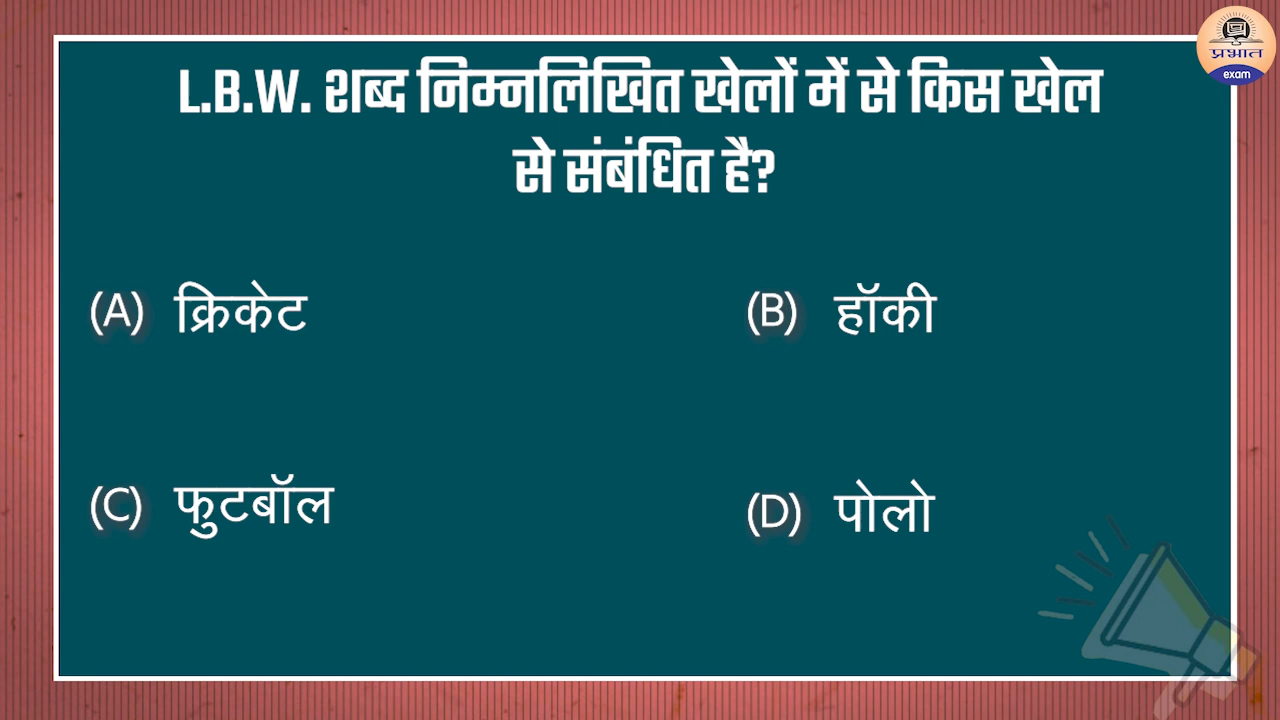 प्रभात
exam
L.B.W. शब्द निम्नलिखित खेलों में से किस खेल
से संबंधित है?
(A) क्रिकेट
(B) हॉकी
(C) फुटबॉल
(D) पोलो